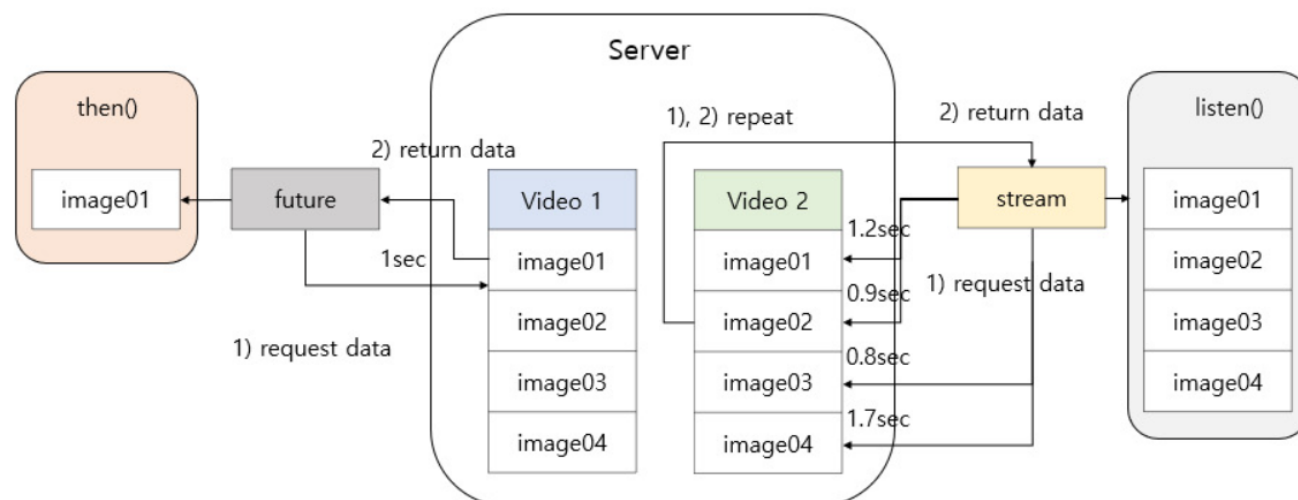 Server
then()
image01
future
2) return data
1sec
1) request data
Video 1
image01
image02
image03
image04
1), 2) repeat
Video 2
image01
image02
image03
image04
1.2sec
0.9sec
0.8sec
1.7sec
2) return data
stream
1) request data
listen()
image01
image02
image03
image04